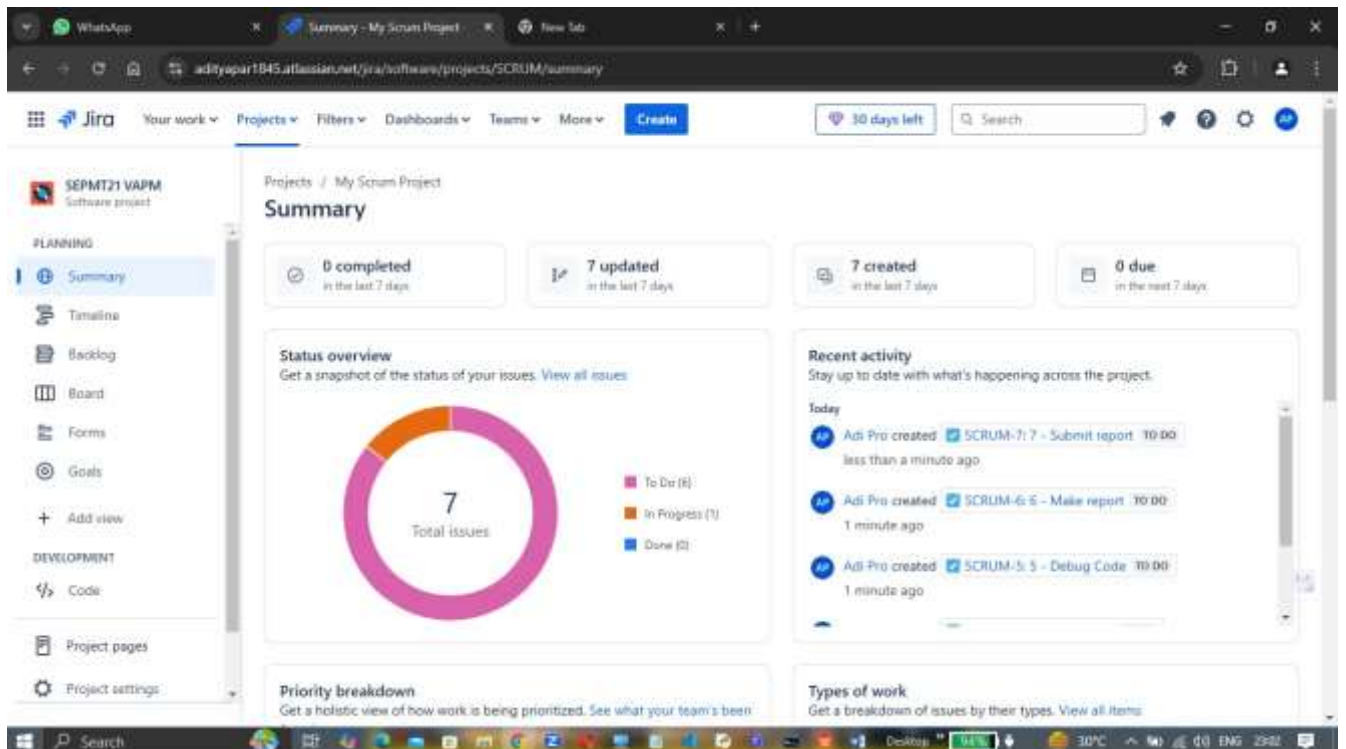 WhatsApp
Summary - My Scrum Project
New Tab
adityapar1845.atlassian.net/jira/software/projects/SCRUM/summary
Jira
Your work
Projects
Filters
Dashboards
Teams
More
Create
30 days left
Search
SEPMT21 VAPM
Software project
PLANNING
Summary
Timeline
Backlog
Board
Forms
Goals
+ Add view
DEVELOPMENT
Code
Project pages
Project settings
Projects / My Scrum Project
Summary
0 completed
in the last 7 days
7 updated
in the last 7 days
7 created
in the last 7 days
0 due
in the next 7 days
Status overview
Get a snapshot of the status of your issues. View all issues
7
Total issues
To Do (6)
In Progress (1)
Done (0)
Recent activity
Stay up to date with what's happening across the project.
Today
AP Adi Pro created SCRUM-7: 7 - Submit report TO DO
less than a minute ago
AP Adi Pro created SCRUM-6: 6 - Make report TO DO
1 minute ago
AP Adi Pro created SCRUM-5: 5 - Debug Code TO DO
1 minute ago
Priority breakdown
Get a holistic view of how work is being prioritized. See what your team's been
Types of work
Get a breakdown of issues by their types. View all items
Search
Desktop
94%
30°C
ENG
23:02